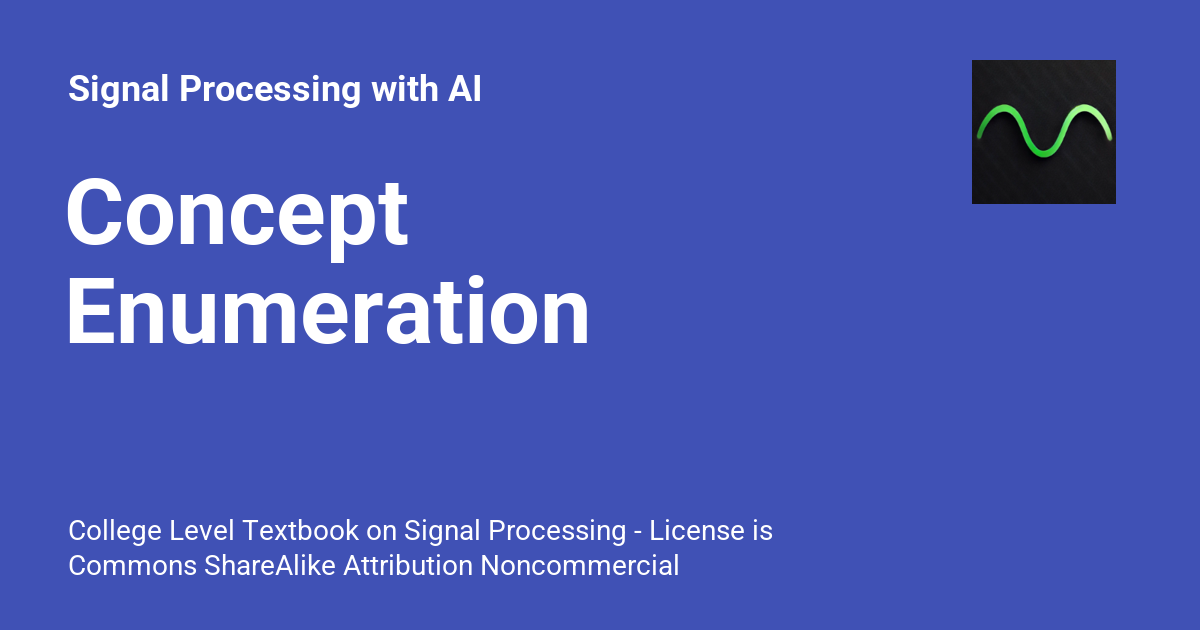 Signal Processing with AI
Concept
Enumeration
College Level Textbook on Signal Processing - License is
Commons ShareAlike Attribution Noncommercial